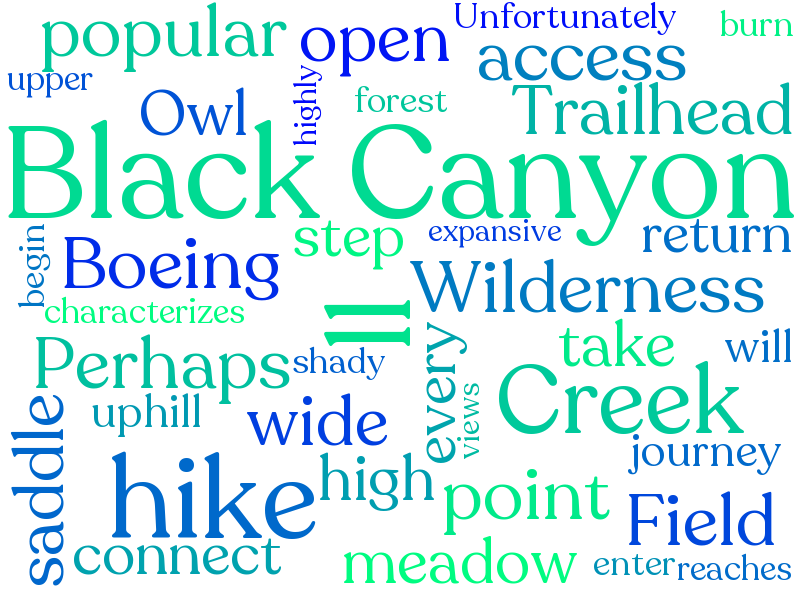 popular
open
Unfortunately
burn
upper
access
Owl
highly
forest
Trailhead
Black Canyon
begin
Boeing
step
expansive
return
characterizes
ll
Wilderness
Perhaps
shady
every
take
will
saddle
uphill
wide
views
Creek
journey
hike
high
point
Field
connect
meadow
enter
reaches